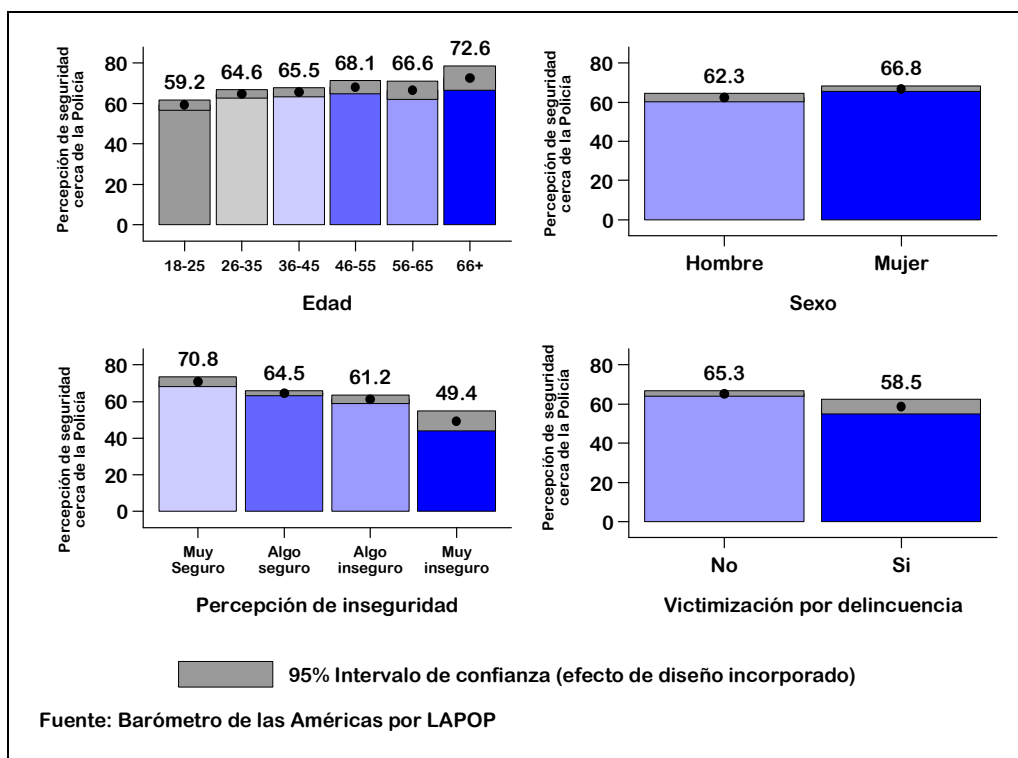 Percepción de seguridad
cerca de la Policía
80
60
40
20
0
59.2
64.6
65.5
68.1
66.6
72.6
18-25
26-35
36-45
46-55
56-65
66+
Edad
Percepción de seguridad
cerca de la Policía
80
60
40
20
0
62.3
66.8
Hombre
Mujer
Sexo
Percepción de seguridad
cerca de la Policía
80
60
40
20
0
70.8
64.5
61.2
49.4
Muy
Seguro
Algo
seguro
Algo
inseguro
Muy
inseguro
Percepción de inseguridad
Percepción de seguridad
cerca de la Policía
80
60
40
20
0
65.3
58.5
No
Si
Victimización por delincuencia
95% Intervalo de confianza (efecto de diseño incorporado)
Fuente: Barómetro de las Américas por LAPOP